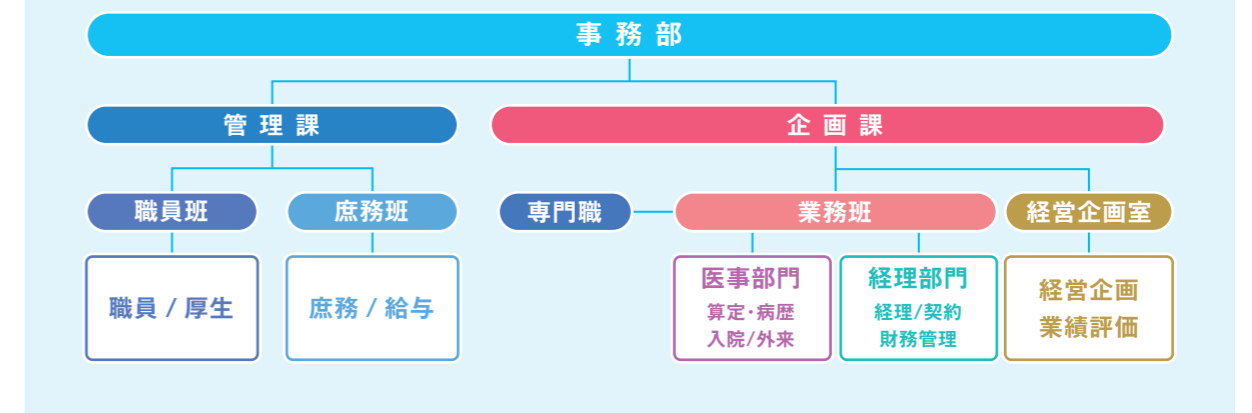 事務部
管理課
企画課
職員班
庶務班
専門職
業務班
経営企画室
職員 / 厚生
庶務 / 給与
医事部門
算定・病歴
入院/外来
経理部門
経理/契約
財務管理
経営企画
業績評価